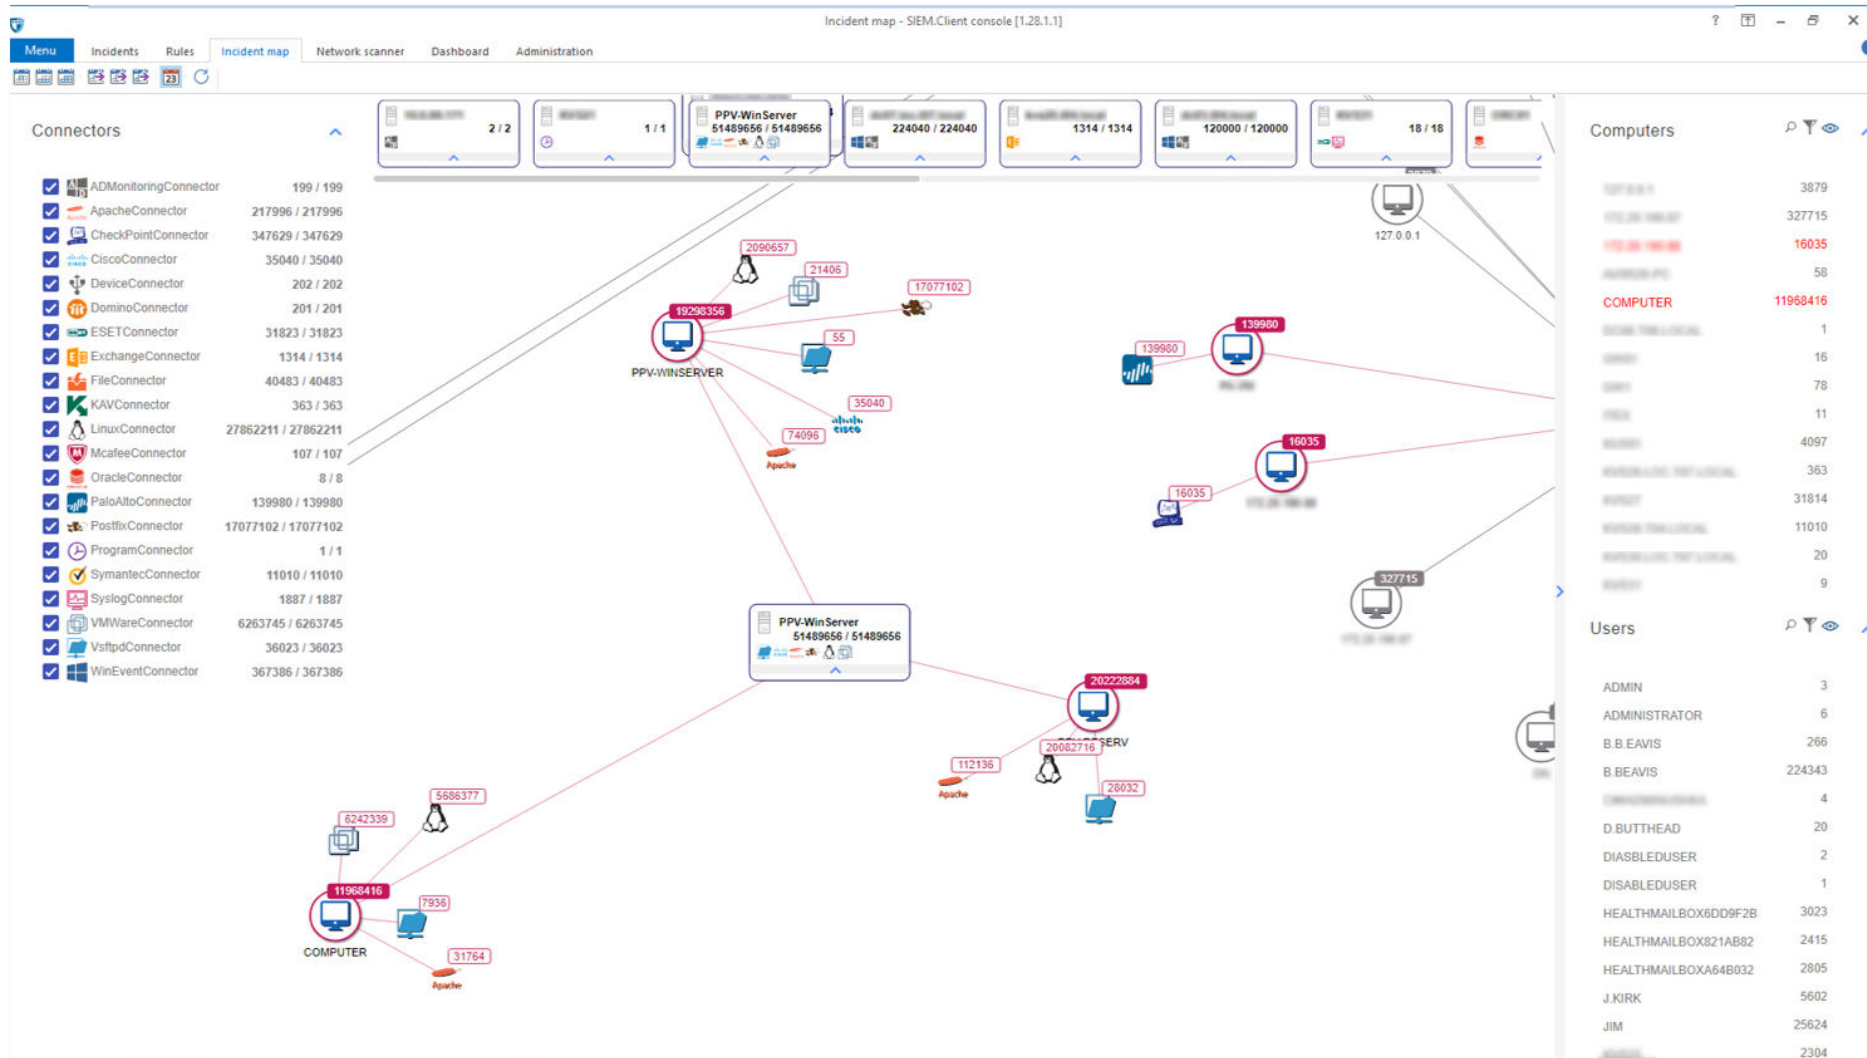 Incident map - SIEM.Client console [1.28.1.1]
Menu Incidents Rules Incident map Network scanner Dashboard Administration
23
Connectors
ADMonitoringConnector 199 / 199
ApacheConnector 217996 / 217996
CheckPointConnector 347629 / 347629
CiscoConnector 35040 / 35040
DeviceConnector 202 / 202
DominoConnector 201 / 201
ESETConnector 31823 / 31823
ExchangeConnector 1314 / 1314
FileConnector 40483 / 40483
KAVConnector 363 / 363
LinuxConnector 27862211 / 27862211
McafeeConnector 107 / 107
OracleConnector 8 / 8
PaloAltoConnector 139980 / 139980
PostfixConnector 17077102 / 17077102
ProgramConnector 1 / 1
SymantecConnector 11010 / 11010
SyslogConnector 1887 / 1887
VMWareConnector 6263745 / 6263745
VsftpdConnector 36023 / 36023
WinEventConnector 367386 / 367386
2 / 2
1 / 1
PPV-WinServer
51489656 / 51489656
224040 / 224040
1314 / 1314
120000 / 120000
18 / 18
127.0.0.1
2090657
21406
17077102
19298356
55
PPV-WINSERVER
35040
cisco
74096
Apache
139980
139980
16035
16035
327715
PPV-WinServer
51489656 / 51489656
20222884
20082716
112136
Apache
28032
5686377
6242339
11968416
7936
COMPUTER
31764
Apache
Computers
3879
327715
16035
58
COMPUTER 11968416
1
16
78
11
4097
363
31814
11010
20
9
Users
ADMIN 3
ADMINISTRATOR 6
B.B.EAVIS 266
B.BEAVIS 224343
4
D.BUTTHEAD 20
DIASBLEDUSER 2
DISABLEDUSER 1
HEALTHMAILBOX6DD9F2B 3023
HEALTHMAILBOX821AB82 2415
HEALTHMAILBOXA64B032 2805
J.KIRK 5602
JIM 25624
2304